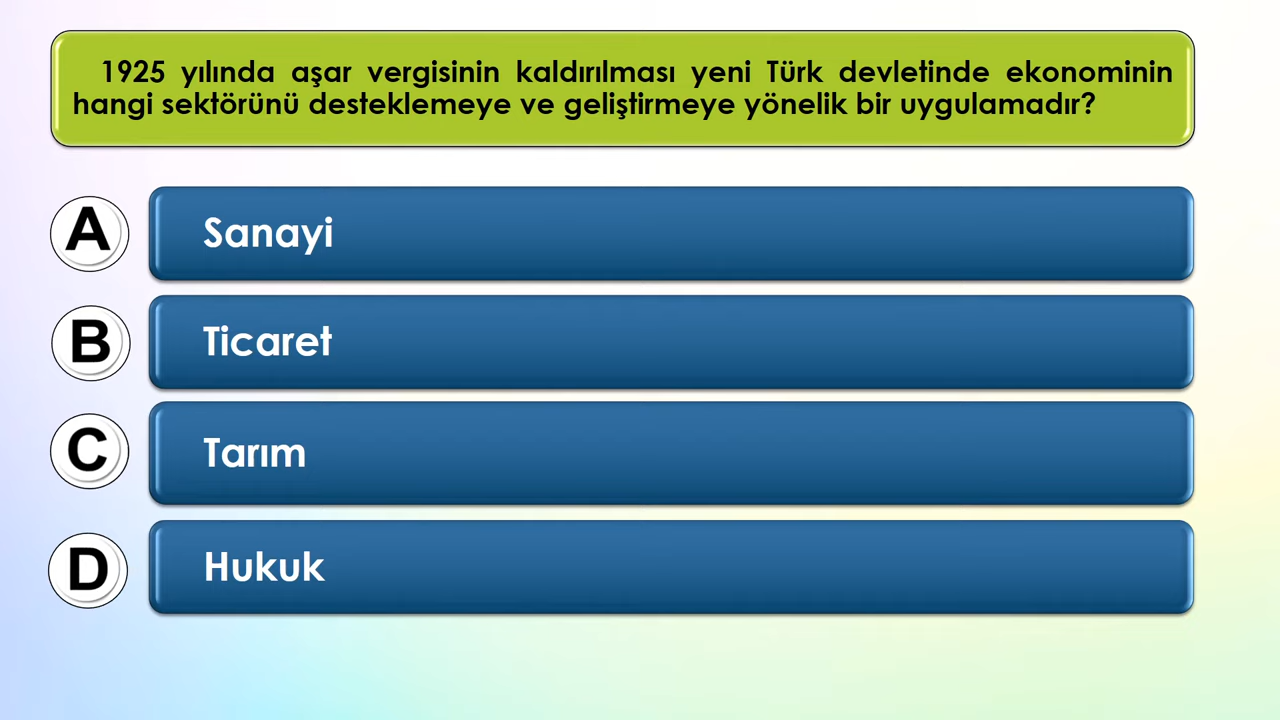 1925 yılında aşar vergisinin kaldırılması yeni Türk devletinde ekonominin
hangi sektörünü desteklemeye ve geliştirmeye yönelik bir uygulamadır?
A Sanayi
B Ticaret
C Tarım
D Hukuk